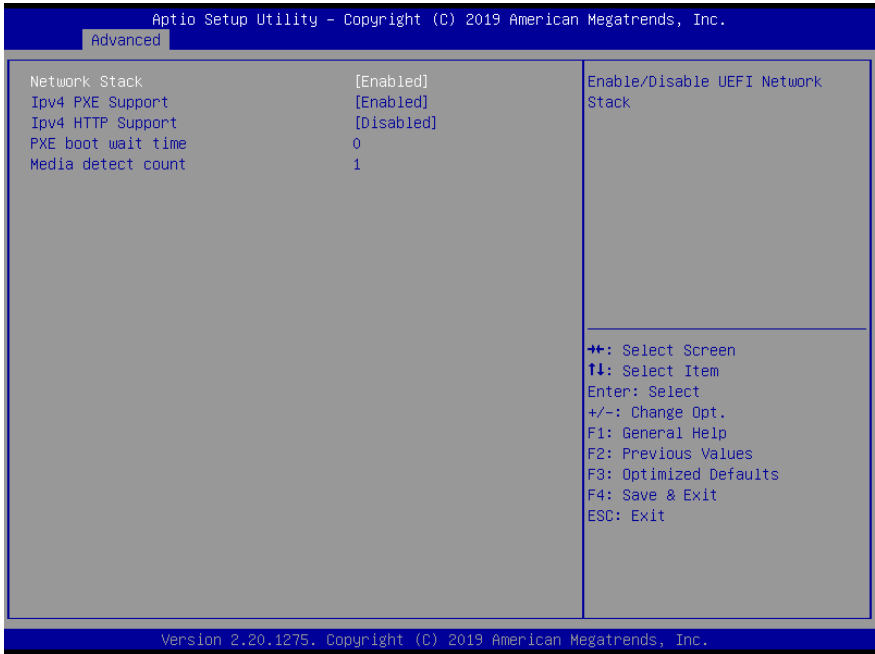 Aptio Setup Utility – Copyright (C) 2019 American Megatrends, Inc.
Advanced
Network Stack [Enabled]
Ipv4 PXE Support [Enabled]
Ipv4 HTTP Support [Disabled]
PXE boot wait time 0
Media detect count 1
Enable/Disable UEFI Network
Stack
→←: Select Screen
↑↓: Select Item
Enter: Select
+/-: Change Opt.
F1: General Help
F2: Previous Values
F3: Optimized Defaults
F4: Save & Exit
ESC: Exit
Version 2.20.1275. Copyright (C) 2019 American Megatrends, Inc.